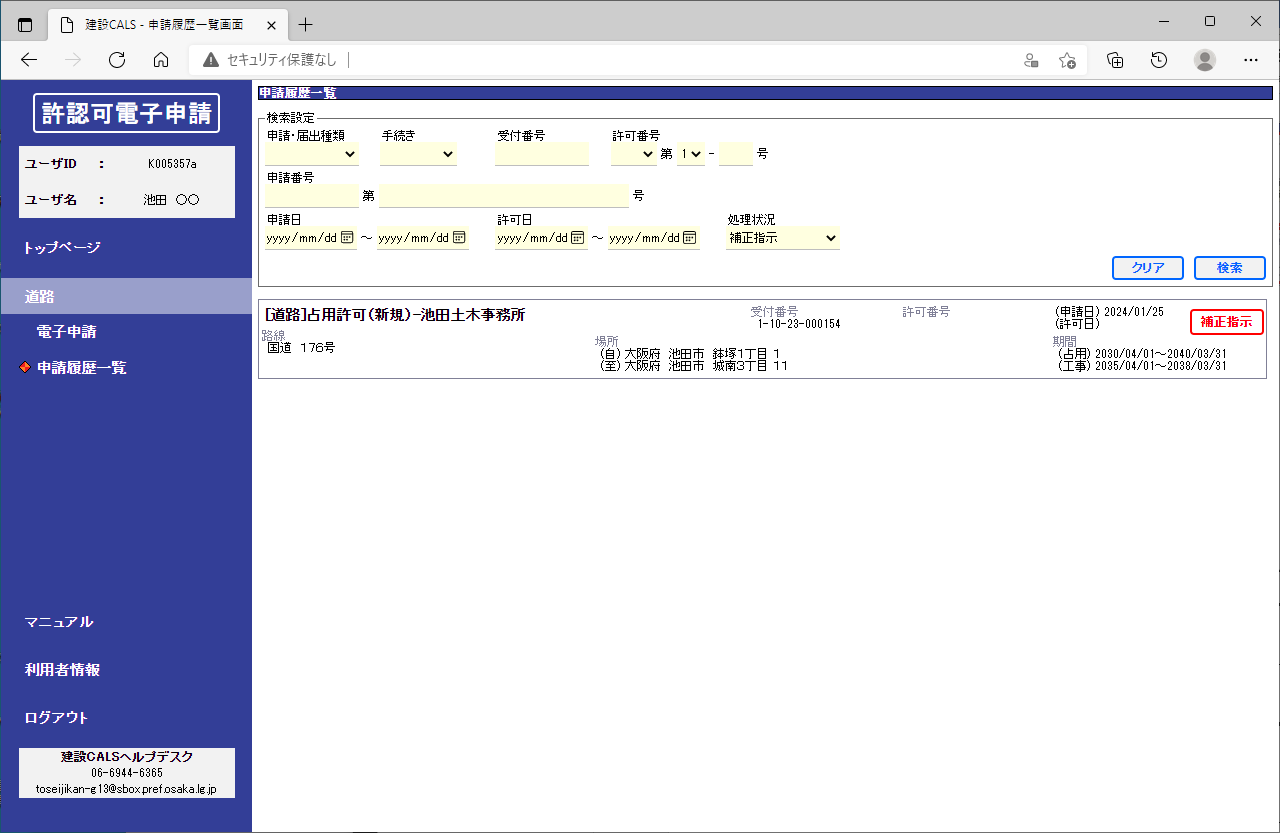 建設CALS - 申請履歴一覧画面
セキュリティ保護なし
許認可電子申請
ユーザID : K005357a
ユーザ名 : 池田 〇〇
トップページ
道路
電子申請
申請履歴一覧
マニュアル
利用者情報
ログアウト
建設CALSヘルプデスク
06-6944-6365
toseijikan-g13@sbox.pref.osaka.lg.jp
申請履歴一覧
検索設定
申請・届出種類 手続き 受付番号 許可番号
第 1 - 号
申請番号
第 号
申請日 許可日 処理状況
yyyy/mm/dd ～ yyyy/mm/dd yyyy/mm/dd ～ yyyy/mm/dd 補正指示
クリア 検索
[道路]占用許可(新規)-池田土木事務所
受付番号
1-10-23-000154
許可番号
(申請日) 2024/01/25
(許可日)
補正指示
路線
国道 176号
場所
(自) 大阪府 池田市 鉢塚1丁目 1
(至) 大阪府 池田市 城南3丁目 11
期間
(占用) 2030/04/01～2040/03/31
(工事) 2035/04/01～2038/03/31